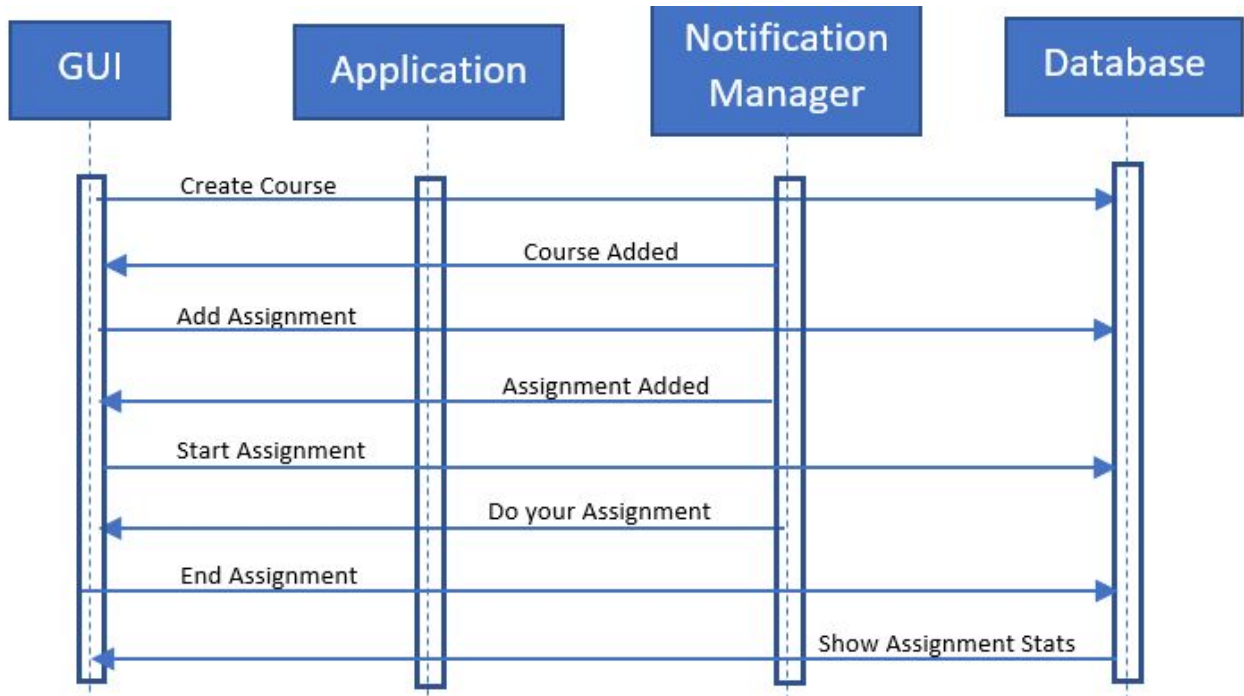 GUI
Application
Notification
Manager
Database
Create Course
Course Added
Add Assignment
Assignment Added
Start Assignment
Do your Assignment
End Assignment
Show Assignment Stats